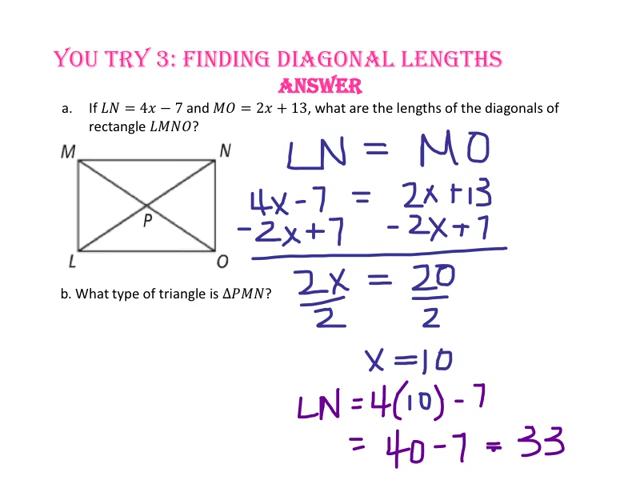 YOU TRY 3: FINDING DIAGONAL LENGTHS
ANSWER
a. If LN = 4x − 7 and MO = 2x + 13, what are the lengths of the diagonals of
rectangle LMNO?
M N
P
L O
LN = MO
4x - 7 = 2x + 13
-2x + 7 - 2x + 7
2x = 20
2 2
x = 10
LN = 4(10) - 7
= 40 - 7 = 33
b. What type of triangle is ΔPMN?